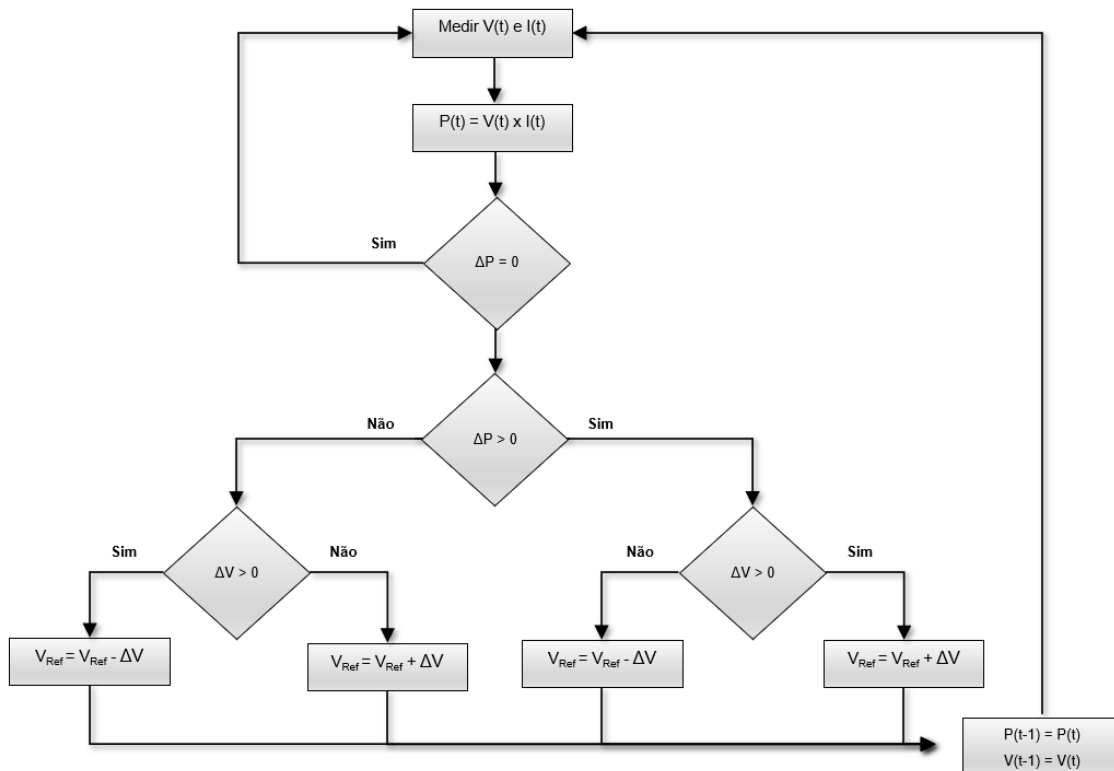 Medir V(t) e I(t)
P(t) = V(t) x I(t)
Sim
ΔP = 0
Não
ΔP > 0
Sim
Sim
ΔV > 0
Não
Não
ΔV > 0
Sim
VRef = VRef - ΔV
VRef = VRef + ΔV
VRef = VRef - ΔV
VRef = VRef + ΔV
P(t-1) = P(t)
V(t-1) = V(t)